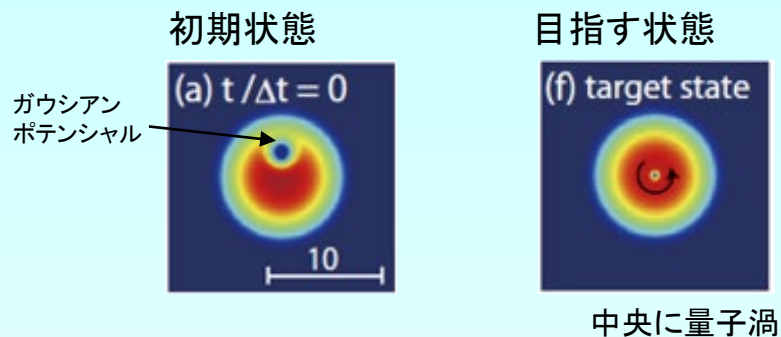 初期状態
目指す状態
ガウシアン
ポテンシャル
(a) t /Δt = 0
(f) target state
10
中央に量子渦